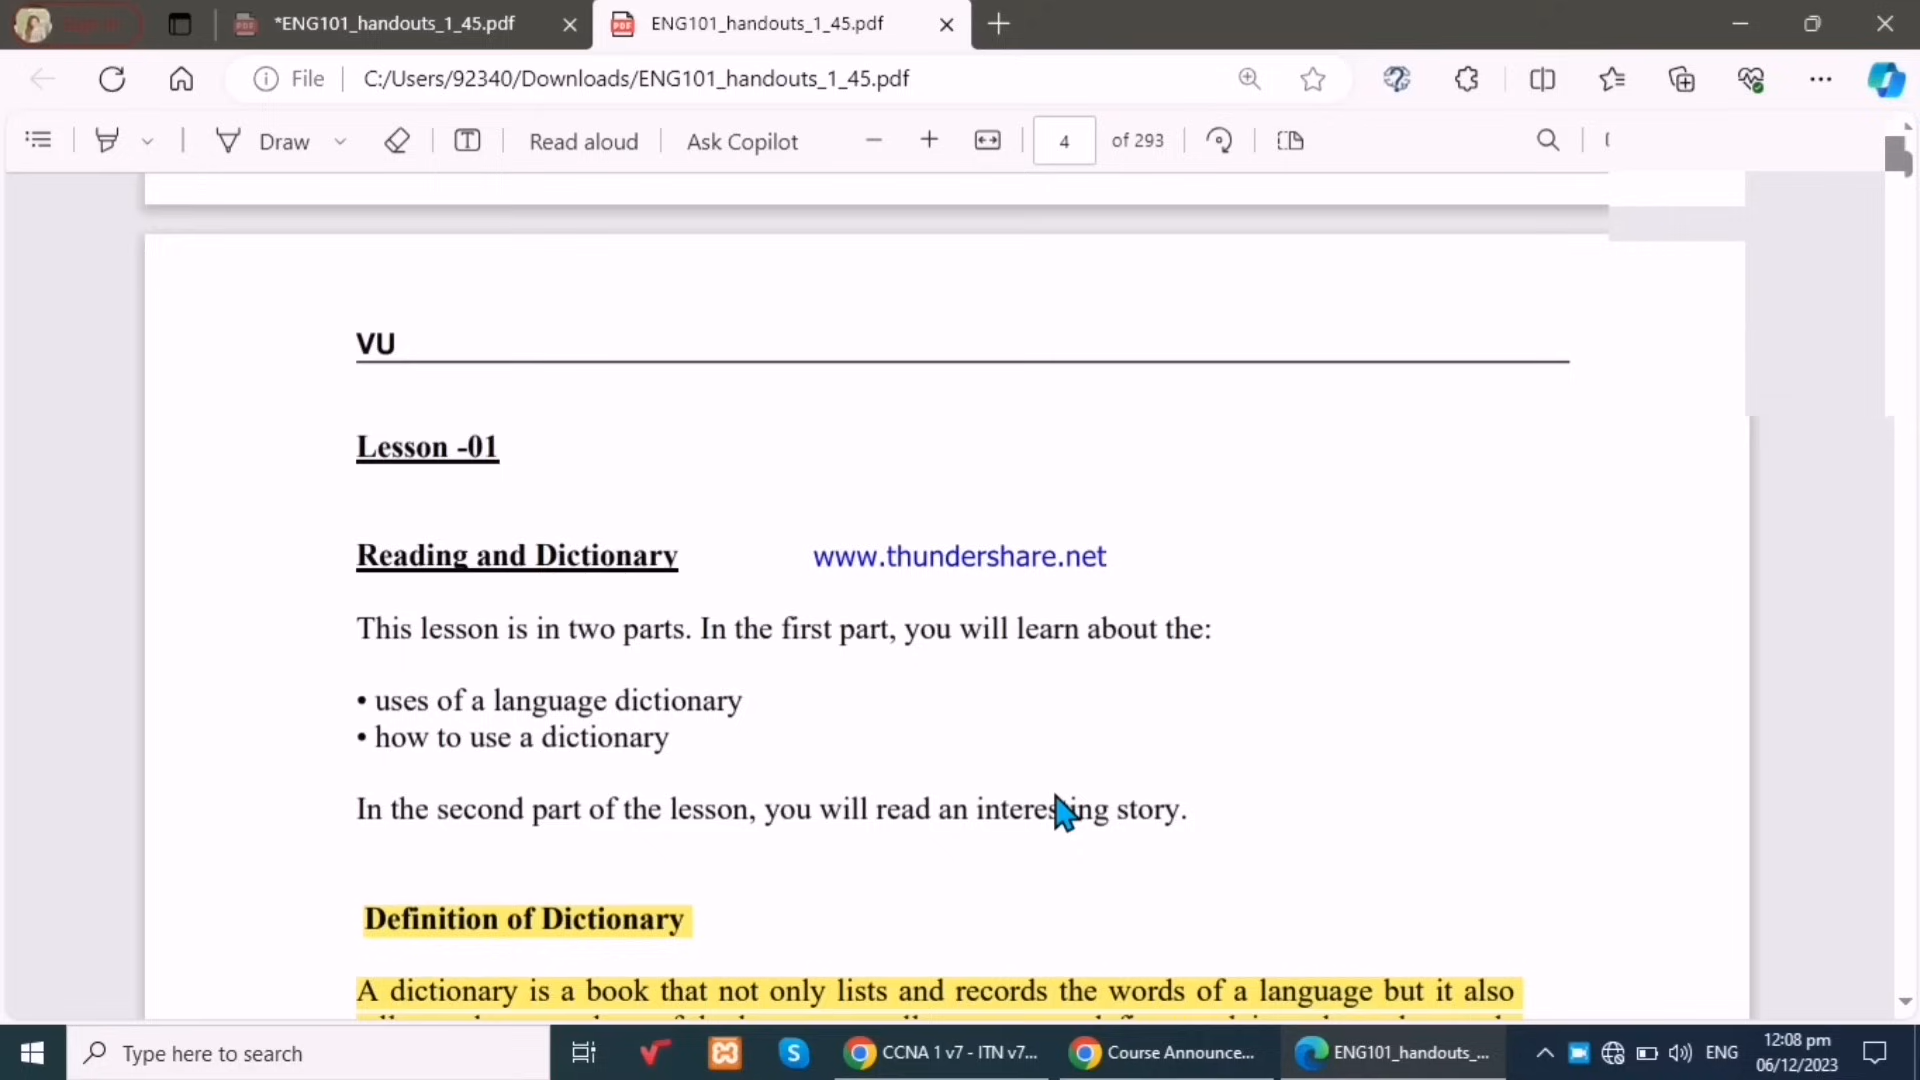 Sign in
*ENG101_handouts_1_45.pdf
ENG101_handouts_1_45.pdf
File
C:/Users/92340/Downloads/ENG101_handouts_1_45.pdf
Draw
Read aloud
Ask Copilot
4
of 293
VU
Lesson -01
Reading and Dictionary
www.thundershare.net
This lesson is in two parts. In the first part, you will learn about the:
• uses of a language dictionary
• how to use a dictionary
In the second part of the lesson, you will read an interesting story.
Definition of Dictionary
A dictionary is a book that not only lists and records the words of a language but it also
Type here to search
CCNA 1 v7 - ITN v7...
Course Announce...
ENG101_handouts_...
ENG
12:08 pm
06/12/2023